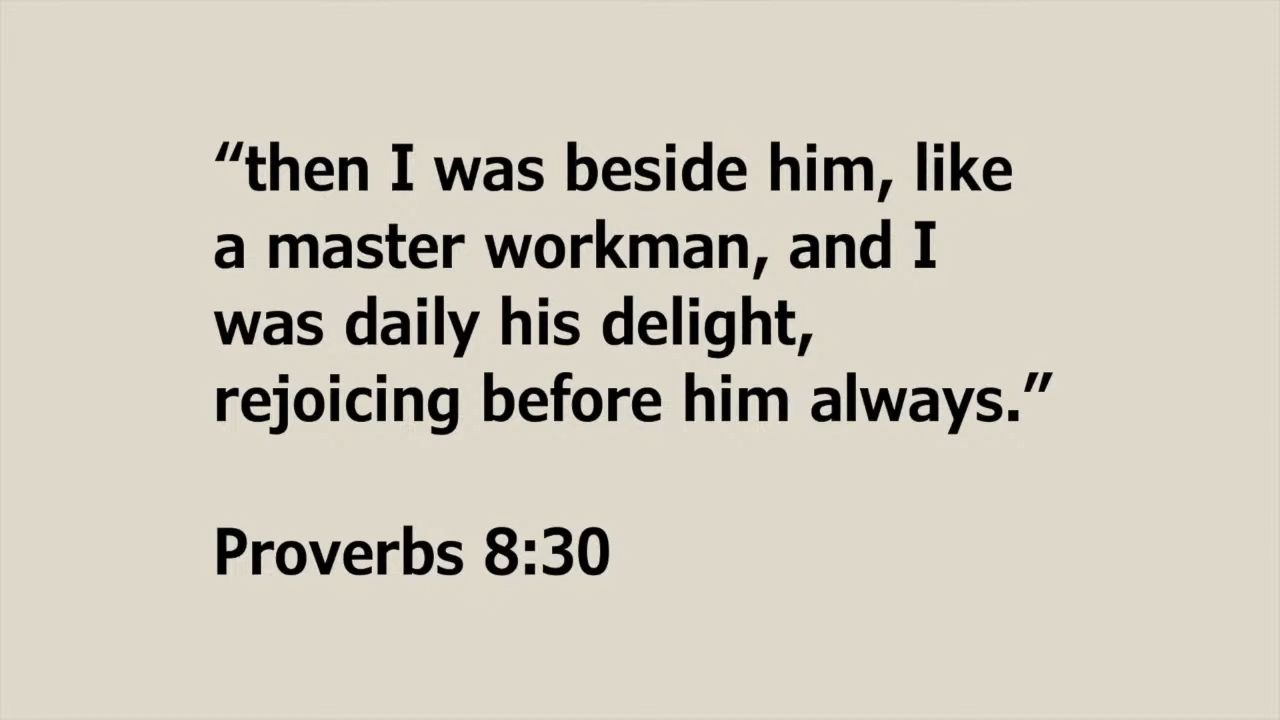 “then I was beside him, like
a master workman, and I
was daily his delight,
rejoicing before him always.”
Proverbs 8:30